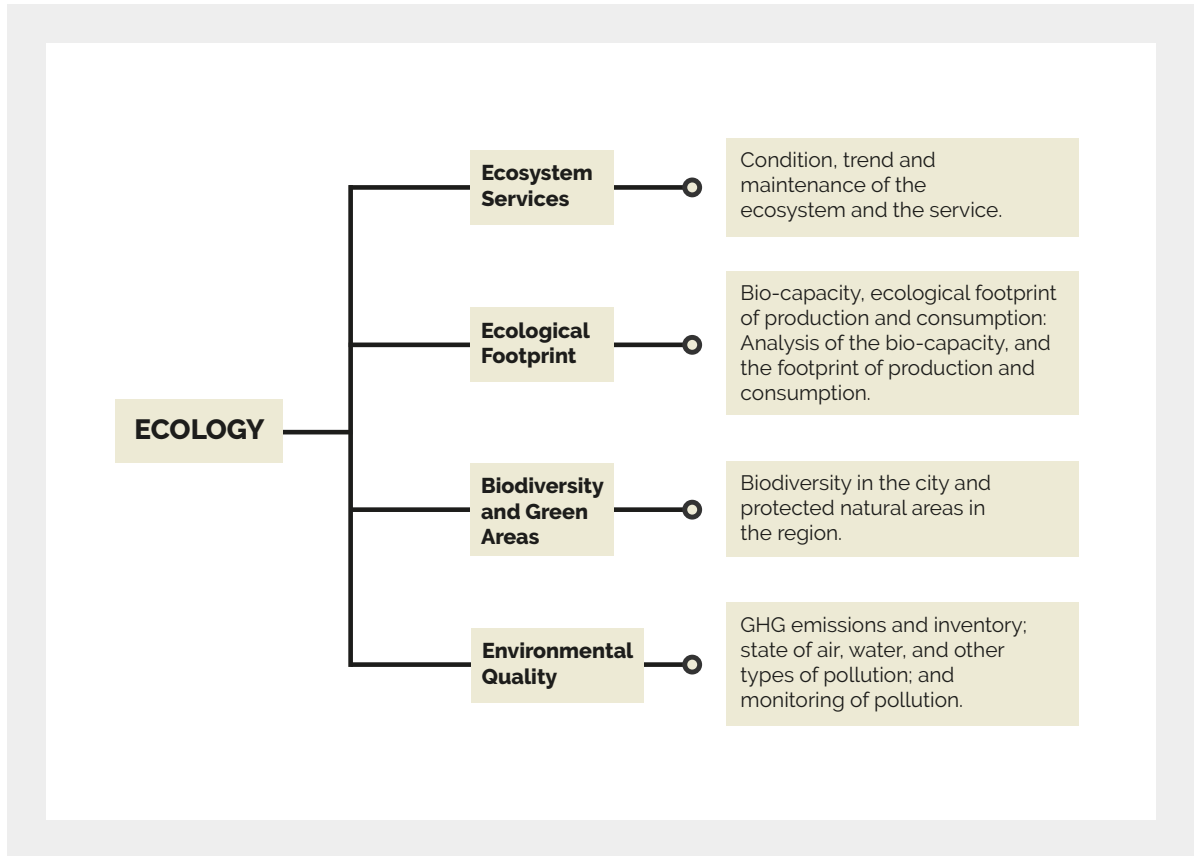 ECOLOGY
Ecosystem
Services
Condition, trend and
maintenance of the
ecosystem and the service.
Ecological
Footprint
Bio-capacity, ecological footprint
of production and consumption:
Analysis of the bio-capacity, and
the footprint of production and
consumption.
Biodiversity
and Green
Areas
Biodiversity in the city and
protected natural areas in
the region.
Environmental
Quality
GHG emissions and inventory;
state of air, water, and other
types of pollution; and
monitoring of pollution.